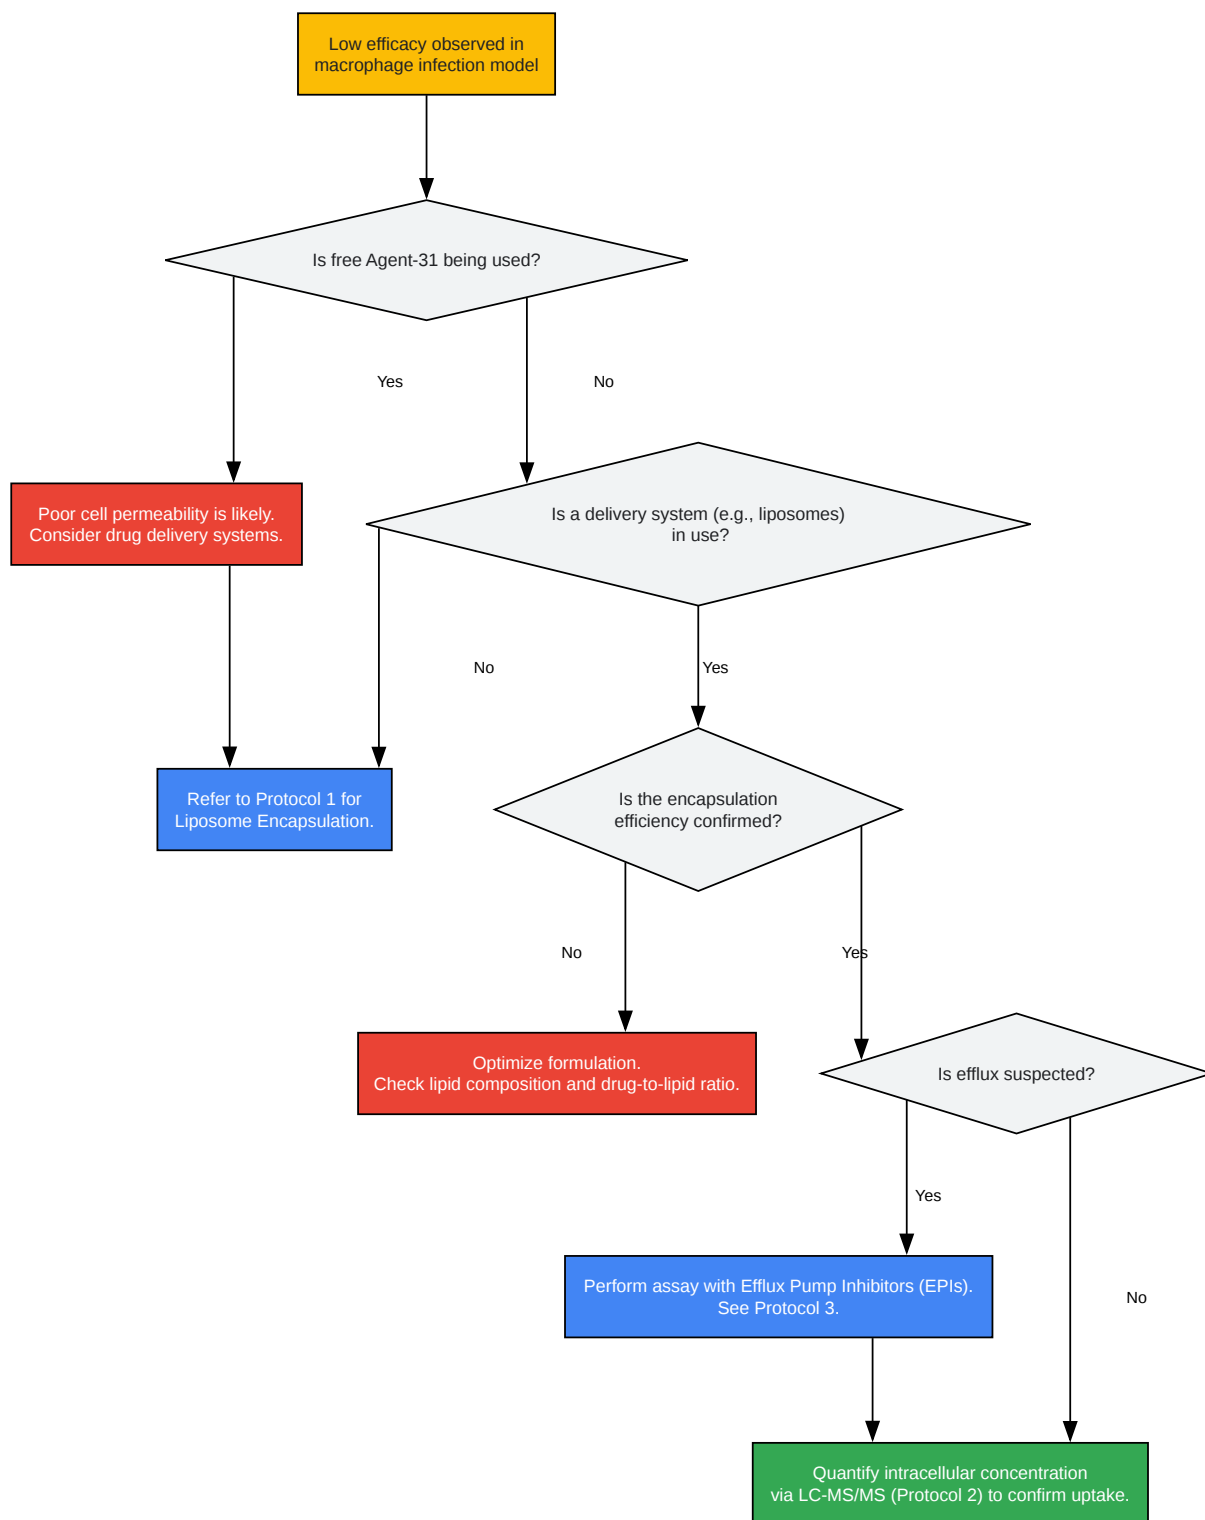 Low efficacy observed in
macrophage infection model
Is free Agent-31 being used?
Yes
No
Poor cell permeability is likely.
Consider drug delivery systems.
Is a delivery system (e.g., liposomes)
in use?
No
Yes
Refer to Protocol 1 for
Liposome Encapsulation.
Is the encapsulation
efficiency confirmed?
No
Yes
Optimize formulation.
Check lipid composition and drug-to-lipid ratio.
Is efflux suspected?
Yes
Perform assay with Efflux Pump Inhibitors (EPIs).
See Protocol 3.
No
Quantify intracellular concentration
via LC-MS/MS (Protocol 2) to confirm uptake.